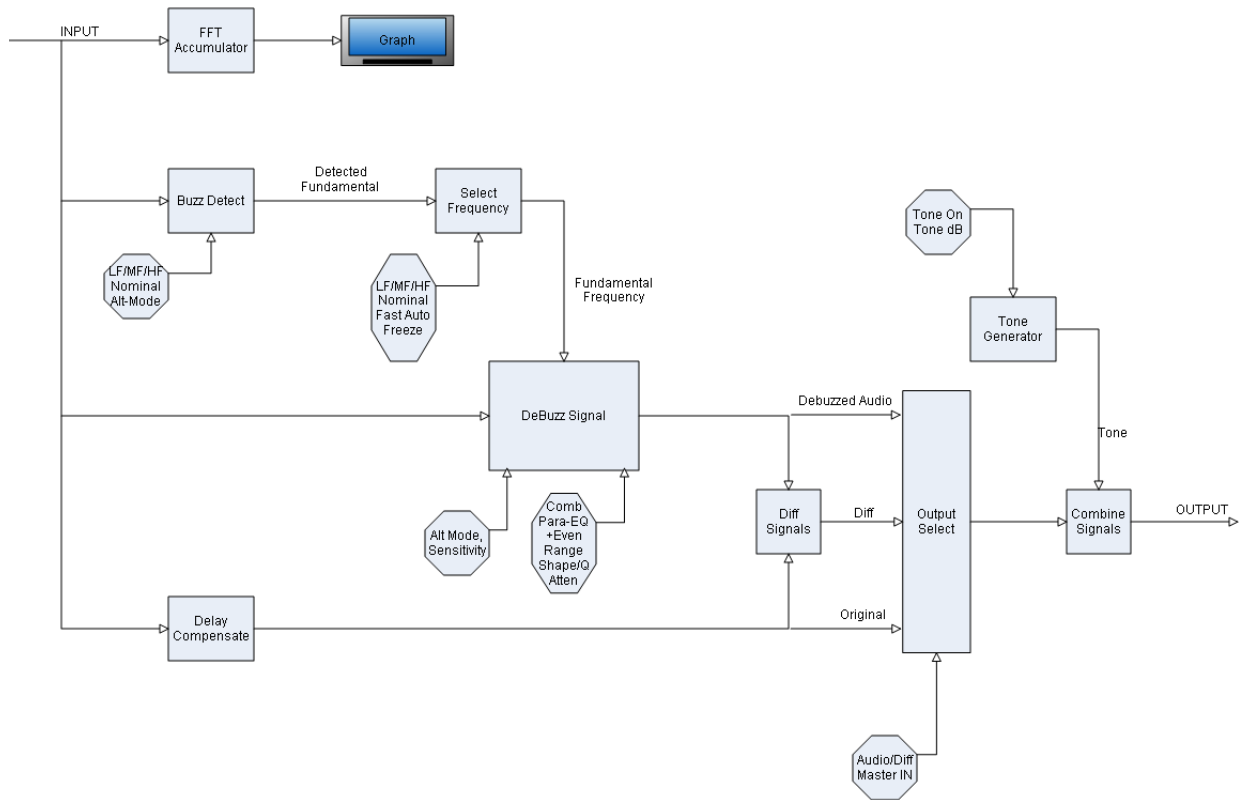 INPUT
FFT
Accumulator
Graph
Buzz Detect
Detected
Fundamental
Select
Frequency
LF/MF/HF
Nominal
Alt-Mode
LF/MF/HF
Nominal
Fast Auto
Freeze
Fundamental
Frequency
Tone On
Tone dB
Tone
Generator
DeBuzz Signal
Debuzzed Audio
Tone
Alt Mode,
Sensitivity
Comb
Para-EQ
+Even
Range
Shape/Q
Atten
Diff
Signals
Diff
Output
Select
Combine
Signals
OUTPUT
Delay
Compensate
Original
Audio/Diff
Master IN